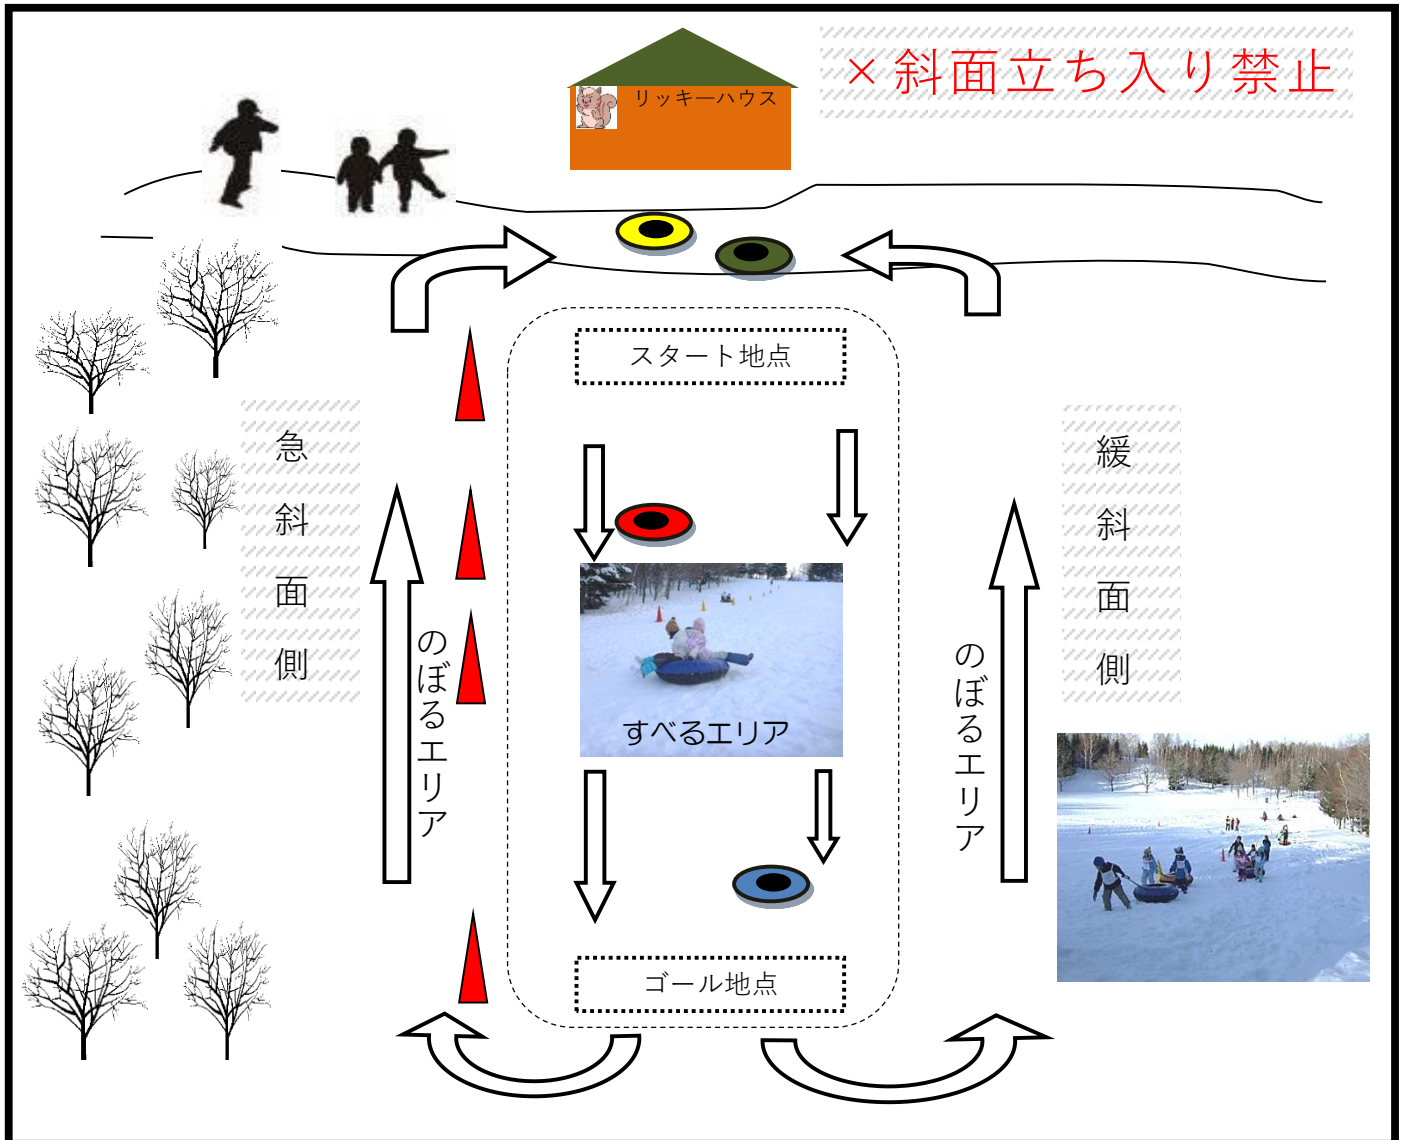 ×斜面立ち入り禁止
リッキーハウス
スタート地点
急斜面側
緩斜面側
のぼるエリア
のぼるエリア
すべるエリア
ゴール地点